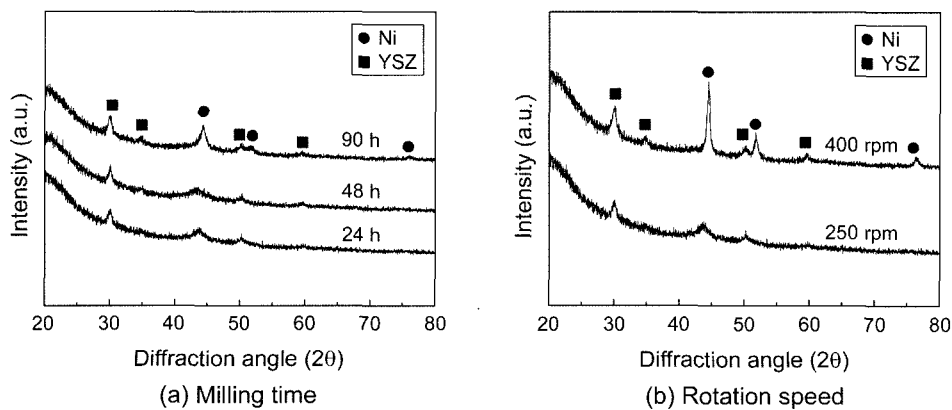 Ni
YSZ
90 h
48 h
24 h
Intensity (a.u.)
20 30 40 50 60 70 80
Diffraction angle (2θ)
(a) Milling time
Ni
YSZ
400 rpm
250 rpm
Intensity (a.u.)
20 30 40 50 60 70 80
Diffraction angle (2θ)
(b) Rotation speed